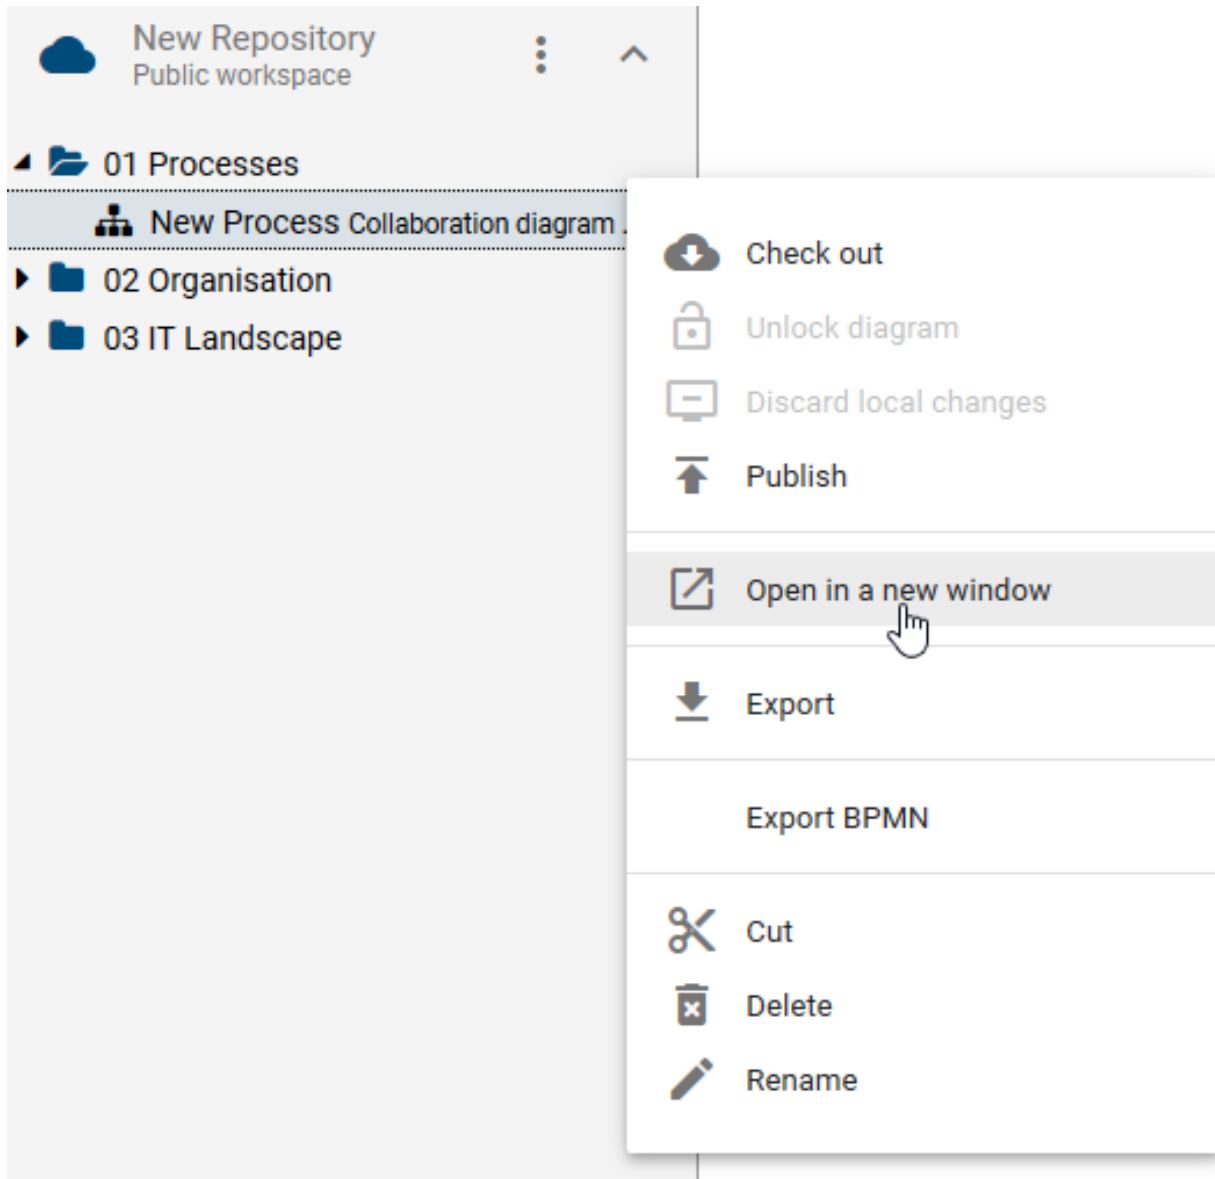 New Repository
Public workspace
01 Processes
New Process Collaboration diagram .
02 Organisation
03 IT Landscape
Check out
Unlock diagram
Discard local changes
Publish
Open in a new window
Export
Export BPMN
Cut
Delete
Rename